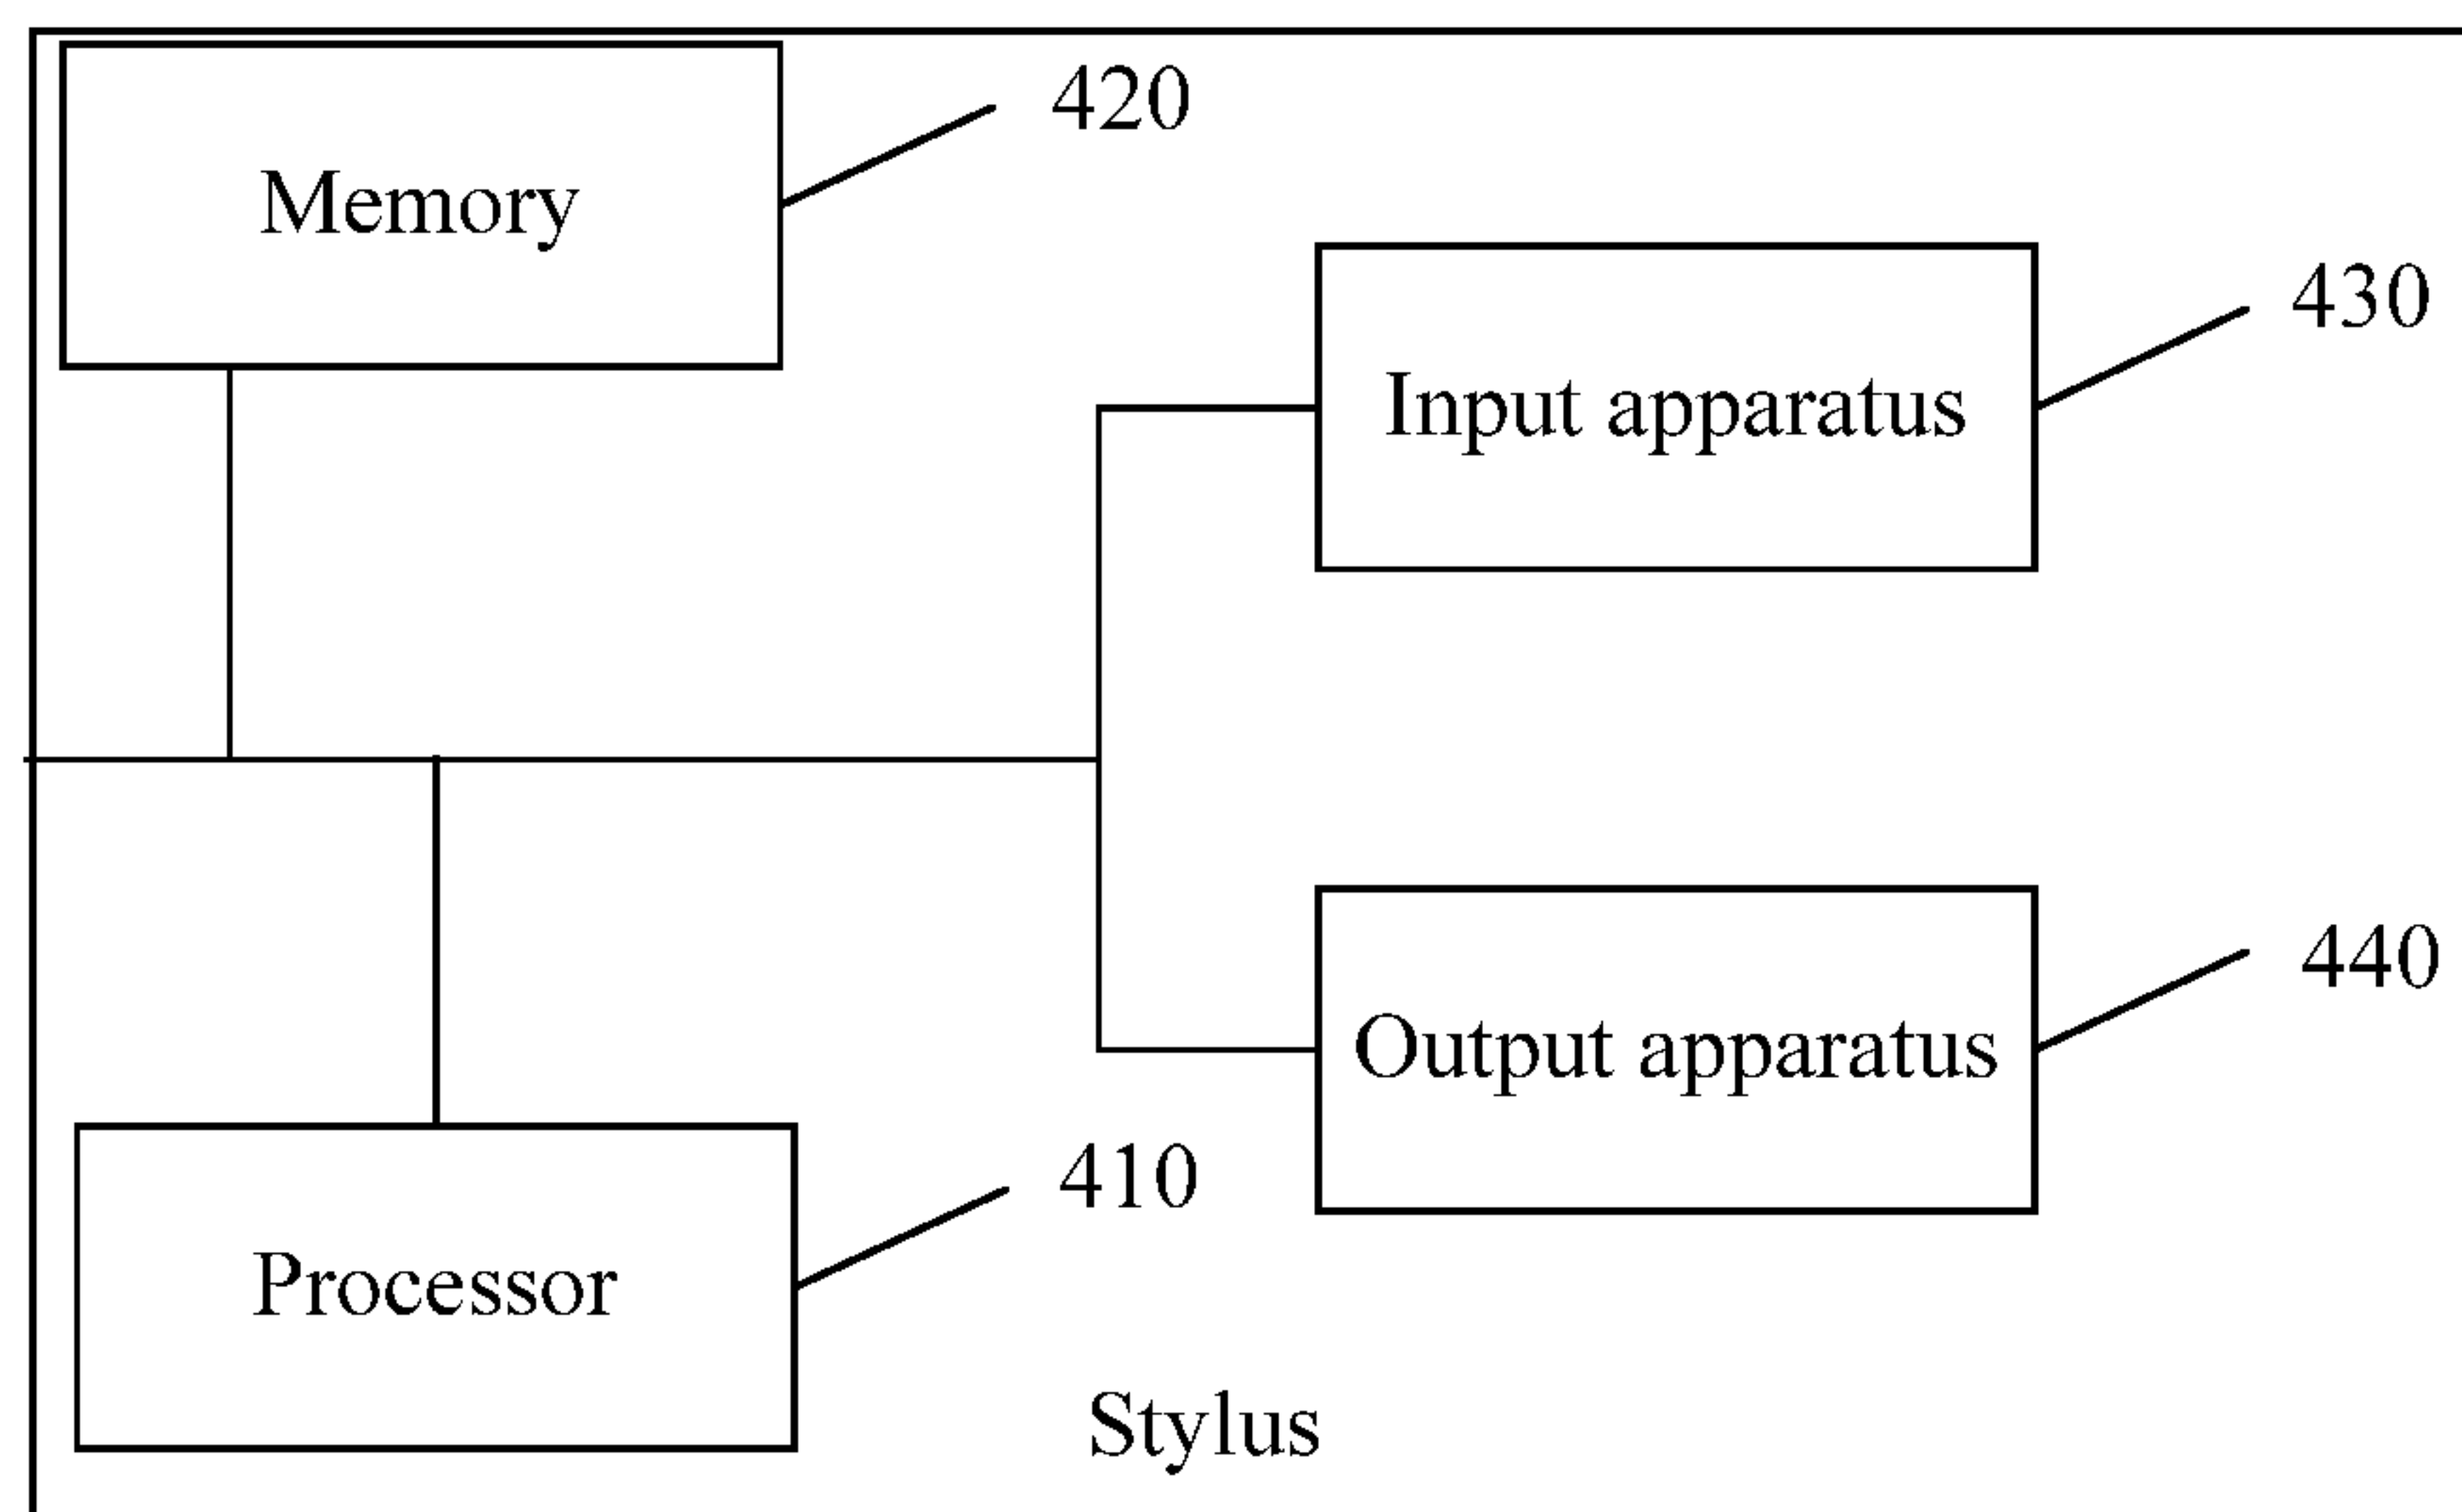 420
Memory
430
Input apparatus
440
Output apparatus
410
Processor
Stylus